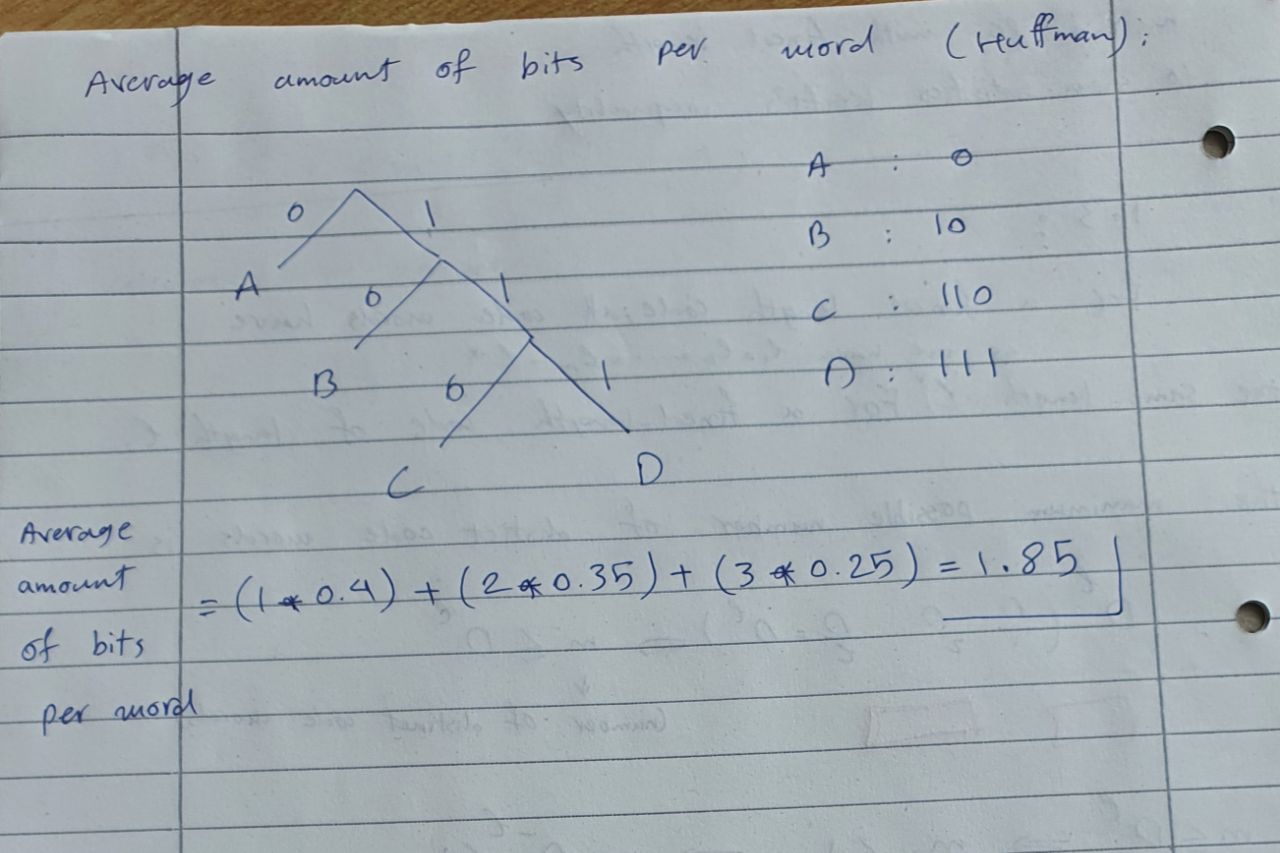 Average amount of bits per word (Huffman):
0 1
A
0 1
B
0 1
C D
A : 0
B : 10
C : 110
D : 111
Average
amount
of bits
per word
= (1 * 0.4) + (2 * 0.35) + (3 * 0.25) = 1.85